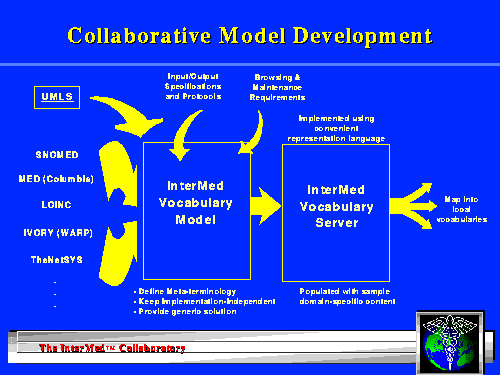 Collaborative Model Development
Input/Output
Specifications
and Protocols
Browsing &
Maintenance
Requirements
UMLS
Implemented using
convenient
representation language
SNOMED
MED (Columbia)
LOINC
IVORY (WARP)
TheNetSYS
.
.
.
InterMed
Vocabulary
Model
InterMed
Vocabulary
Server
Map into
local
vocabularies
- Define Meta-terminology
- Keep Implementation-Independent
- Provide generic solution
Populated with sample
domain-specific content
The InterMed™ Collaboratory